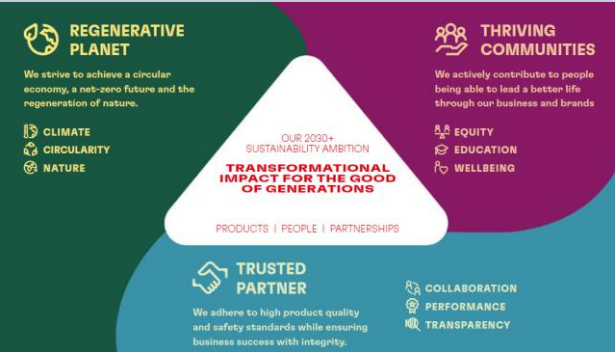 REGENERATIVE
PLANET
We strive to achieve a circular
economy, a net-zero future and the
regeneration of nature.
CLIMATE
CIRCULARITY
NATURE
THRIVING
COMMUNITIES
We actively contribute to people
being able to lead a better life
through our business and brands
EQUITY
EDUCATION
WELLBEING
OUR 2030+
SUSTAINABILITY AMBITION
TRANSFORMATIONAL
IMPACT FOR THE GOOD
OF GENERATIONS
PRODUCTS | PEOPLE | PARTNERSHIPS
TRUSTED
PARTNER
We adhere to high product quality
and safety standards while ensuring
business success with integrity.
COLLABORATION
PERFORMANCE
TRANSPARENCY